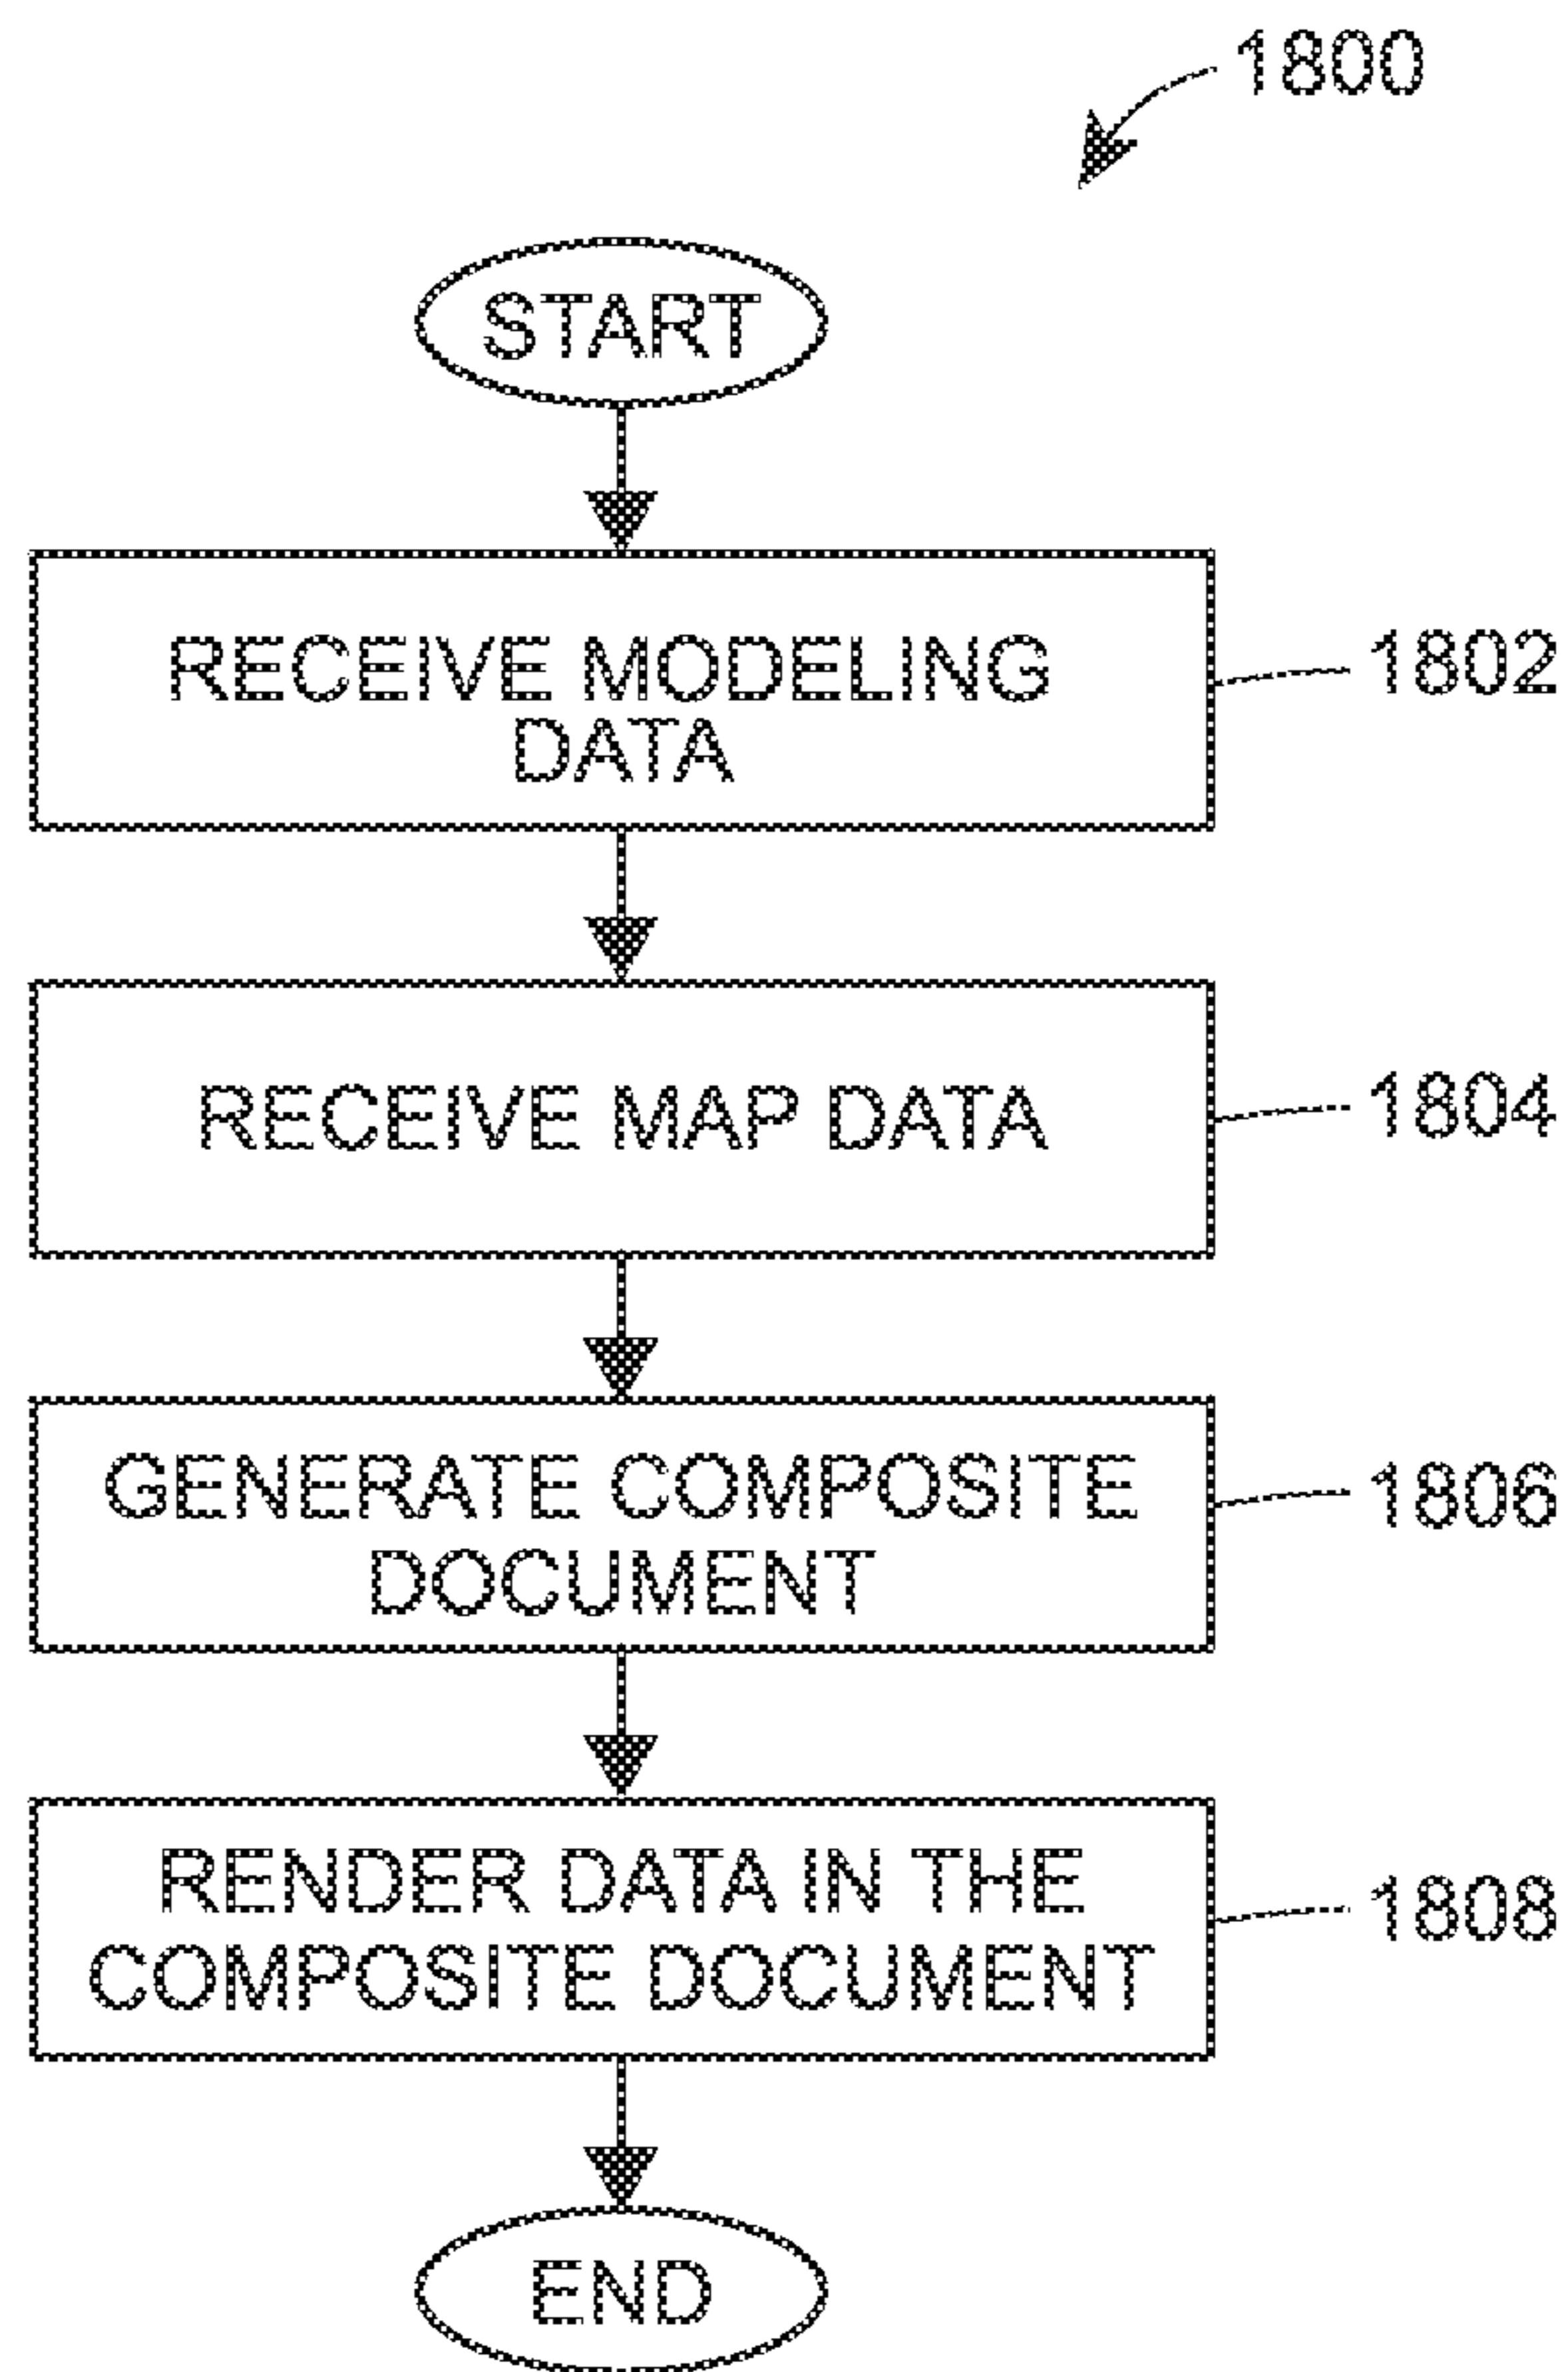 1800
START
RECEIVE MODELING
DATA
1802
RECEIVE MAP DATA
1804
GENERATE COMPOSITE
DOCUMENT
1806
RENDER DATA IN THE
COMPOSITE DOCUMENT
1808
END